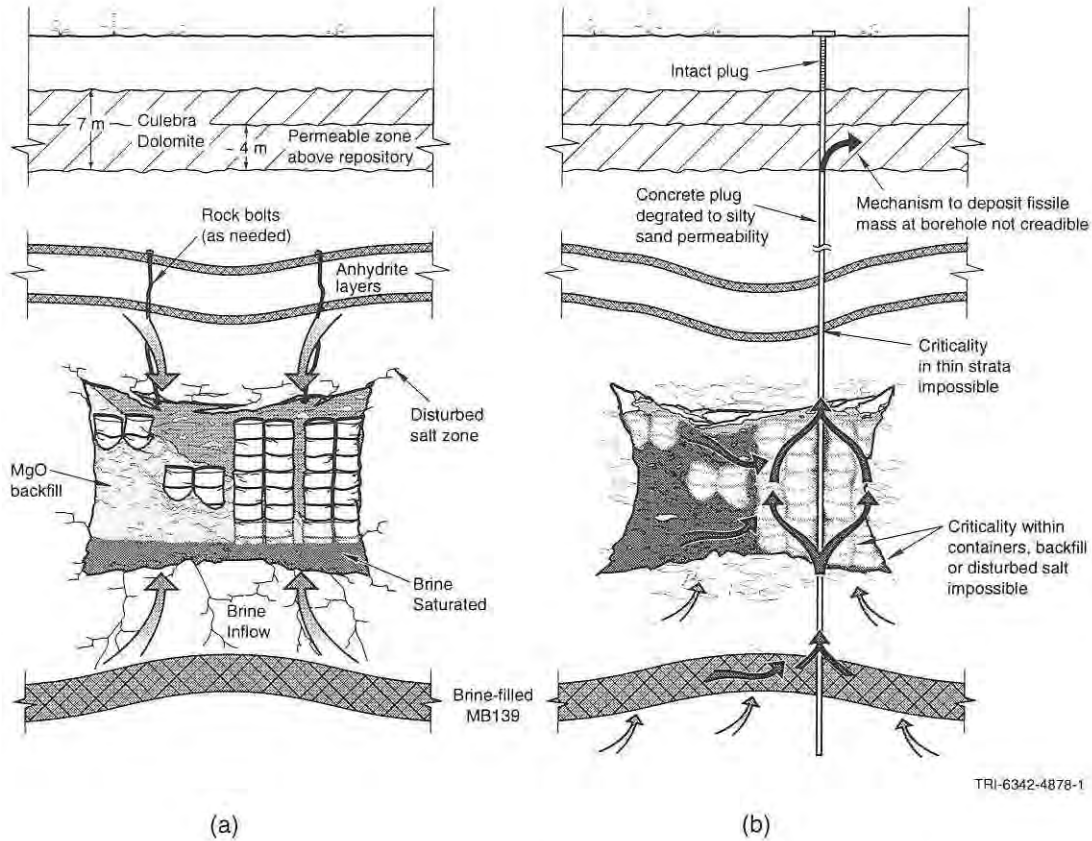 7 m
Culebra
Dolomite
~ 4 m
Permeable zone
above repository
Rock bolts
(as needed)
Anhydrite
layers
Disturbed
salt zone
MgO
backfill
Brine
Saturated
Brine
Inflow
Brine-filled
MB139
(a)
Intact plug
Concrete plug
degrated to silty
sand permeability
Mechanism to deposit fissile
mass at borehole not creadible
Criticality
in thin strata
impossible
Criticality within
containers, backfill
or disturbed salt
impossible
TRI-6342-4878-1
(b)